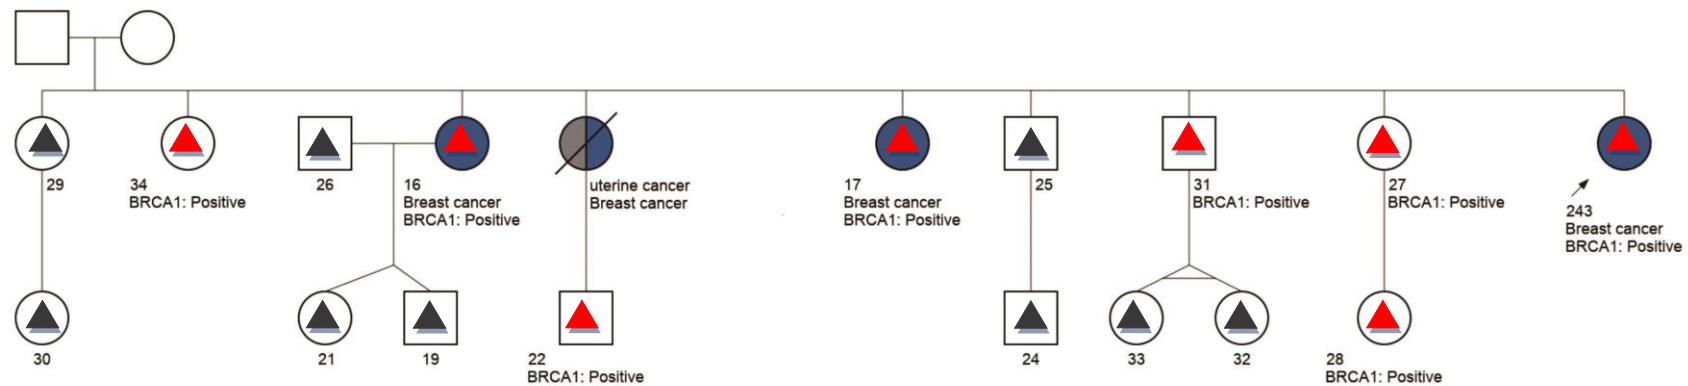 29
34
BRCA1: Positive
26
16
Breast cancer
BRCA1: Positive
uterine cancer
Breast cancer
17
Breast cancer
BRCA1: Positive
25
31
BRCA1: Positive
27
BRCA1: Positive
243
Breast cancer
BRCA1: Positive
30
21
19
22
BRCA1: Positive
24
33
32
28
BRCA1: Positive